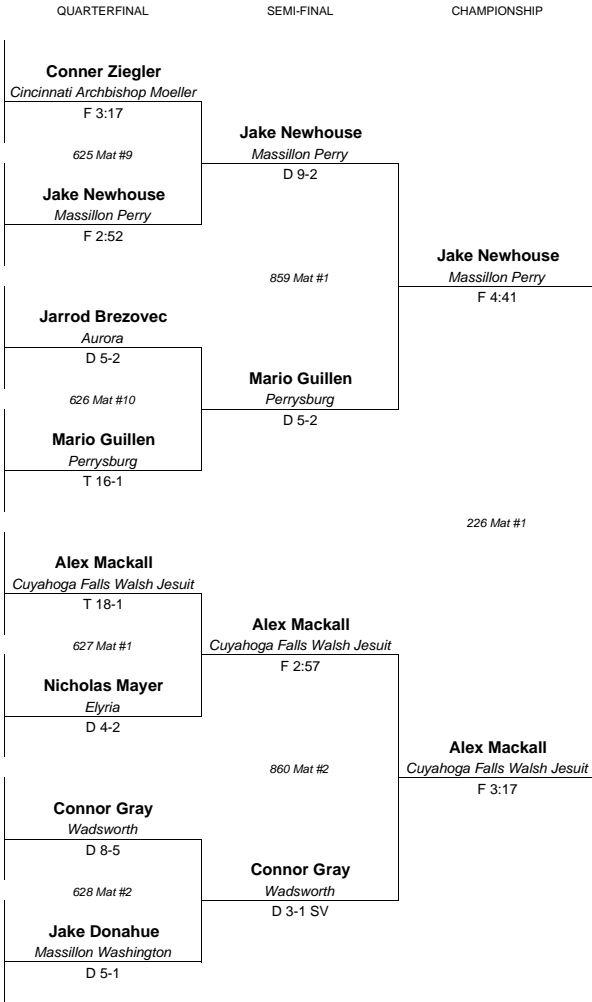 QUARTERFINAL
SEMI-FINAL
CHAMPIONSHIP
Conner Ziegler
Cincinnati Archbishop Moeller
F 3:17
625 Mat #9
Jake Newhouse
Massillon Perry
F 2:52
Jarrod Brezovec
Aurora
D 5-2
626 Mat #10
Mario Guillen
Perrysburg
T 16-1
Alex Mackall
Cuyahoga Falls Walsh Jesuit
T 18-1
627 Mat #1
Nicholas Mayer
Elyria
D 4-2
Connor Gray
Wadsworth
D 8-5
628 Mat #2
Jake Donahue
Massillon Washington
D 5-1
Jake Newhouse
Massillon Perry
D 9-2
859 Mat #1
Mario Guillen
Perrysburg
D 5-2
Alex Mackall
Cuyahoga Falls Walsh Jesuit
F 2:57
860 Mat #2
Connor Gray
Wadsworth
D 3-1 SV
Jake Newhouse
Massillon Perry
F 4:41
226 Mat #1
Alex Mackall
Cuyahoga Falls Walsh Jesuit
F 3:17